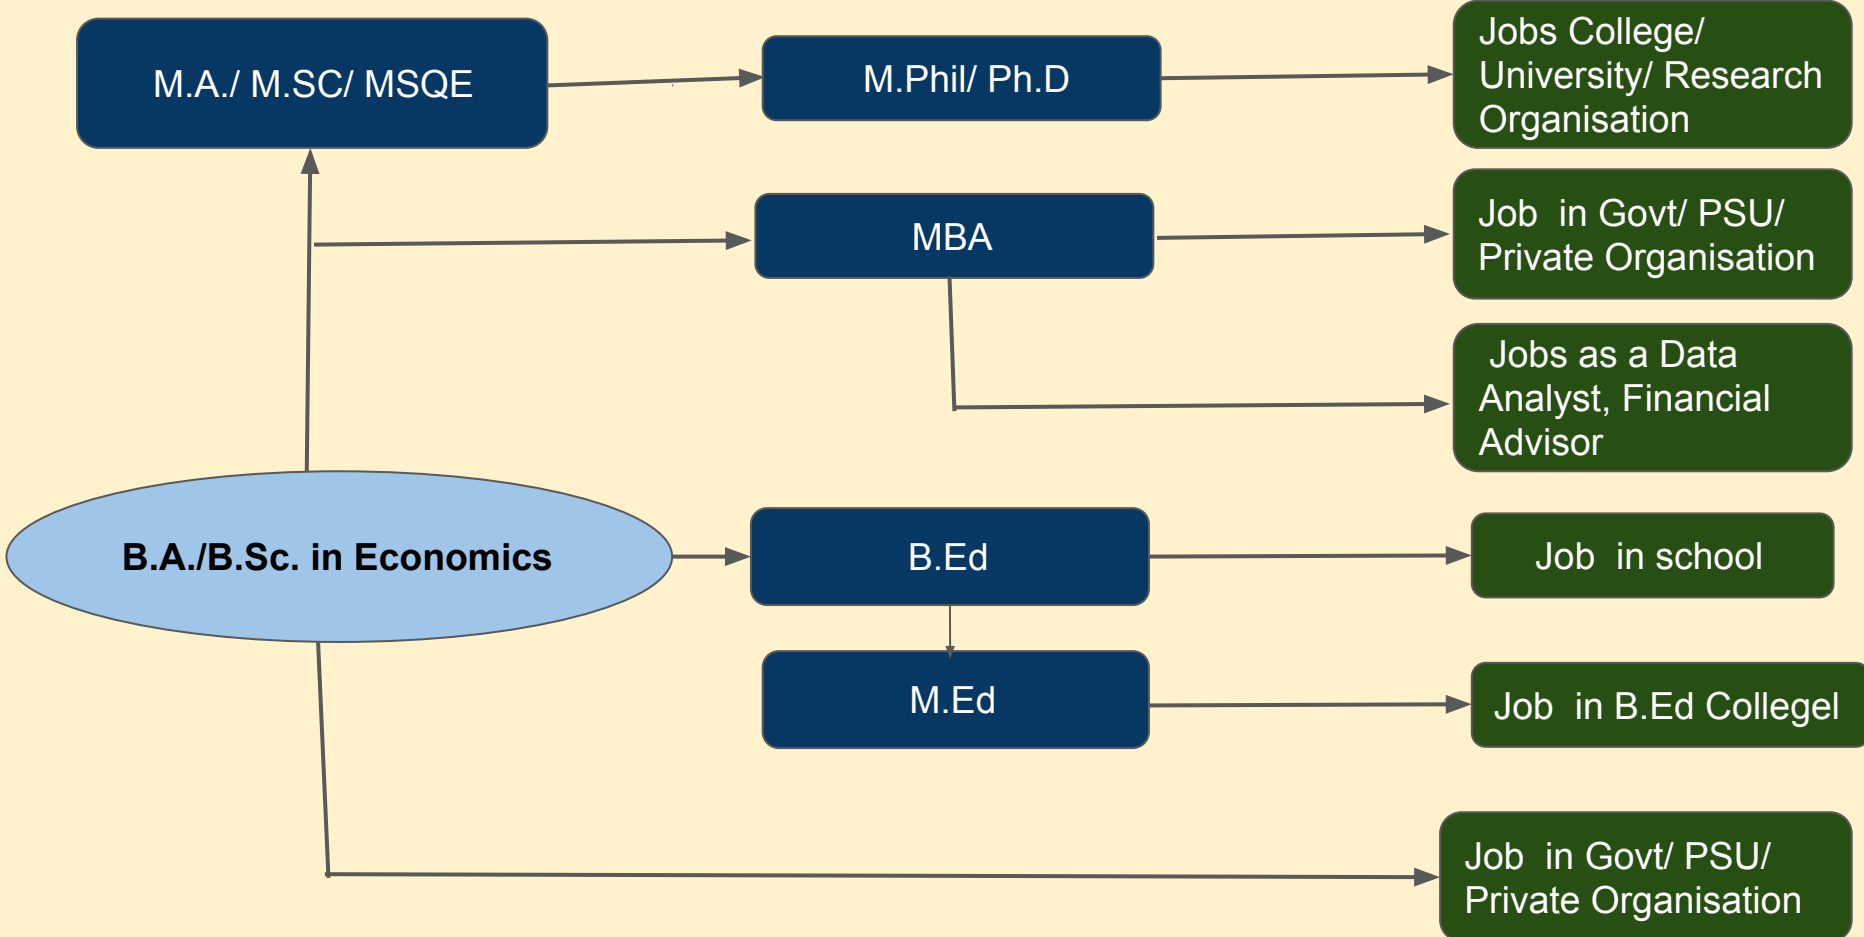 M.A./ M.SC/ MSQE
M.Phil/ Ph.D
Jobs College/
University/ Research
Organisation
MBA
Job  in Govt/ PSU/
Private Organisation
Jobs as a Data
Analyst, Financial
Advisor
B.A./B.Sc. in Economics
B.Ed
Job  in school
M.Ed
Job  in B.Ed Collegel
Job  in Govt/ PSU/
Private Organisation